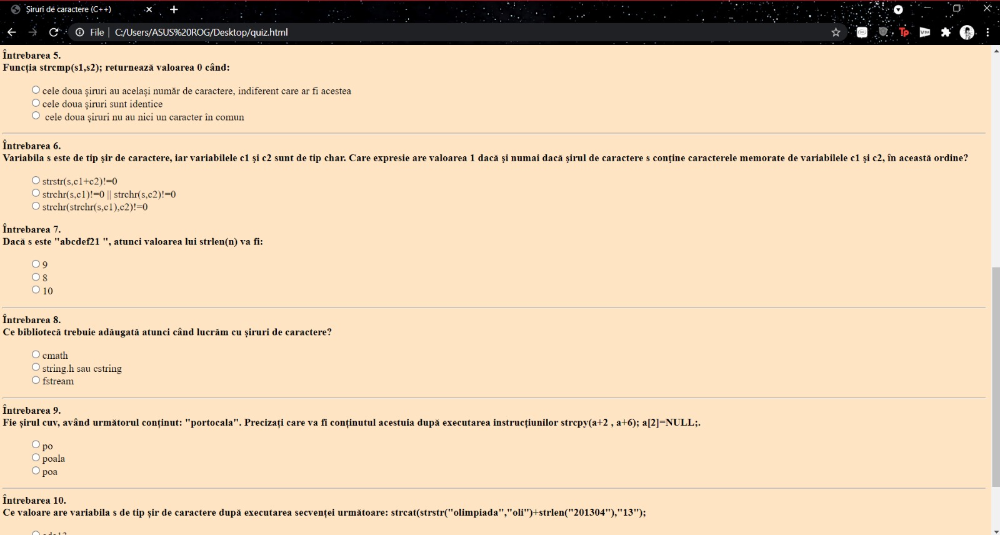 Șiruri de caractere (C++)
File | C:/Users/ASUS%20ROG/Desktop/quiz.html
Tp
VM
Întrebarea 5.
Funcția strcmp(s1,s2); returnează valoarea 0 când:
cele doua șiruri au același număr de caractere, indiferent care ar fi acestea
cele doua șiruri sunt identice
cele doua șiruri nu au nici un caracter în comun
Întrebarea 6.
Variabila s este de tip șir de caractere, iar variabilele c1 și c2 sunt de tip char. Care expresie are valoarea 1 dacă și numai dacă șirul de caractere s conține caracterele memorate de variabilele c1 și c2, în această ordine?
strstr(s,c1+c2)!=0
strchr(s,c1)!=0 || strchr(s,c2)!=0
strchr(strchr(s,c1),c2)!=0
Întrebarea 7.
Dacă s este "abcdef21 ", atunci valoarea lui strlen(n) va fi:
9
8
10
Întrebarea 8.
Ce bibliotecă trebuie adăugată atunci când lucrăm cu șiruri de caractere?
cmath
string.h sau cstring
fstream
Întrebarea 9.
Fie șirul cuv, având următorul conținut: "portocala". Precizați care va fi conținutul acestuia după executarea instrucțiunilor strcpy(a+2 , a+6); a[2]=NULL;.
po
poala
poa
Întrebarea 10.
Ce valoare are variabila s de tip șir de caractere după executarea secvenței următoare: strcat(strstr("olimpiada","oli")+strlen("201304"),"13");